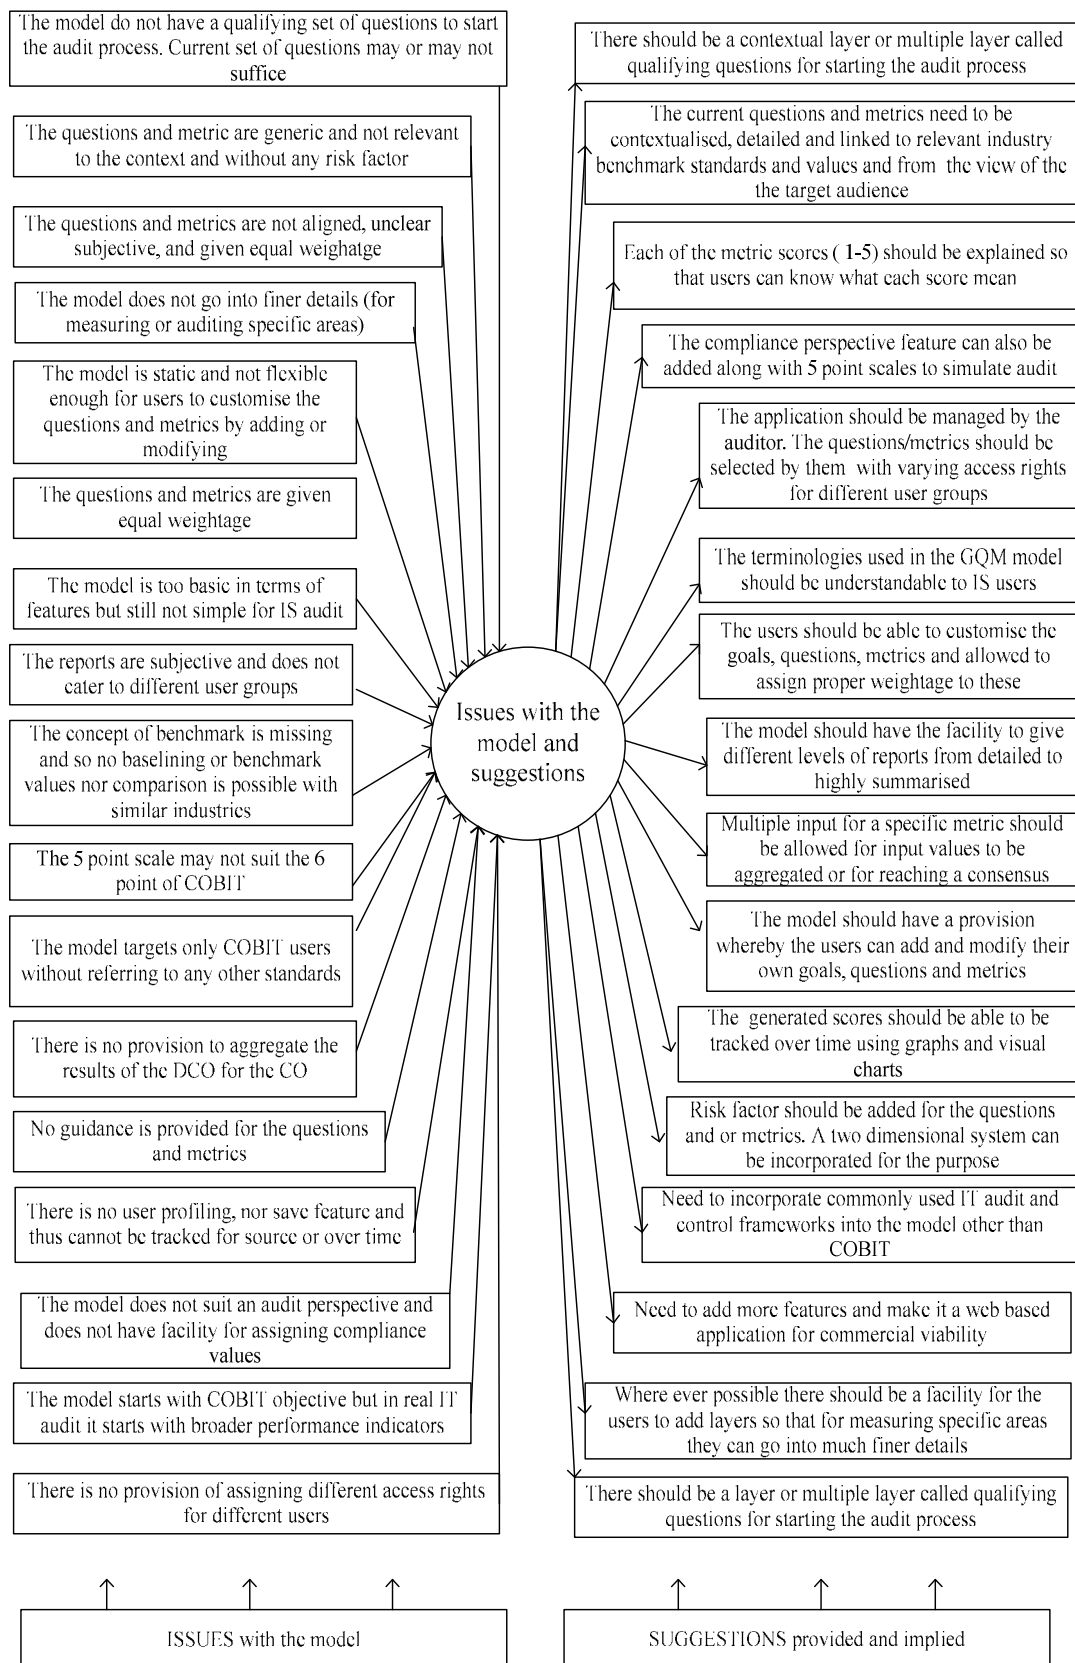 The model do not have a qualifying set of questions to start
the audit process. Current set of questions may or may not
suffice
The questions and metric are generic and not relevant
to the context and without any risk factor
The questions and metrics are not aligned, unclear
subjective, and given equal weighatge
The model does not go into finer details (for
measuring or auditing specific areas)
The model is static and not flexible
enough for users to customise the
questions and metrics by adding or
modifying
The questions and metrics are given
equal weightage
The model is too basic in terms of
features but still not simple for IS audit
The reports are subjective and does not
cater to different user groups
The concept of benchmark is missing
and so no baselining or benchmark
values nor comparison is possible with
similar industries
The 5 point scale may not suit the 6
point of COBIT
The model targets only COBIT users
without referring to any other standards
There is no provision to aggregate the
results of the DCO for the CO
No guidance is provided for the questions
and metrics
There is no user profiling, nor save feature and
thus cannot be tracked for source or over time
The model does not suit an audit perspective and
does not have facility for assigning compliance
values
The model starts with COBIT objective but in real IT
audit it starts with broader performance indicators
There is no provision of assigning different access rights
for different users
ISSUES with the model
Issues with the
model and
suggestions
There should be a contextual layer or multiple layer called
qualifying questions for starting the audit process
The current questions and metrics need to be
contextualised, detailed and linked to relevant industry
benchmark standards and values and from the view of the
the target audience
Each of the metric scores ( 1-5) should be explained so
that users can know what each score mean
The compliance perspective feature can also be
added along with 5 point scales to simulate audit
The application should be managed by the
auditor. The questions/metrics should be
selected by them with varying access rights
for different user groups
The terminologies used in the GQM model
should be understandable to IS users
The users should be able to customise the
goals, questions, metrics and allowed to
assign proper weightage to these
The model should have the facility to give
different levels of reports from detailed to
highly summarised
Multiple input for a specific metric should
be allowed for input values to be
aggregated or for reaching a consensus
The model should have a provision
whereby the users can add and modify their
own goals, questions and metrics
The generated scores should be able to be
tracked over time using graphs and visual
charts
Risk factor should be added for the questions
and or metrics. A two dimensional system can
be incorporated for the purpose
Need to incorporate commonly used IT audit and
control frameworks into the model other than
COBIT
Need to add more features and make it a web based
application for commercial viability
Where ever possible there should be a facility for the
users to add layers so that for measuring specific areas
they can go into much finer details
There should be a layer or multiple layer called qualifying
questions for starting the audit process
SUGGESTIONS provided and implied